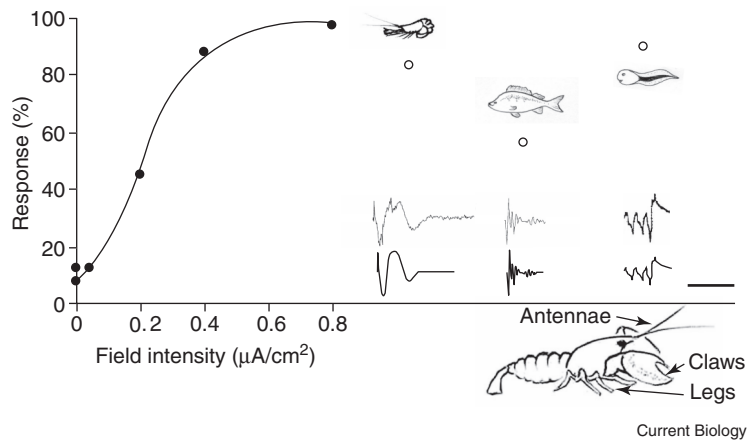 100
80
60
40
20
0
Response (%)
0 0.2 0.4 0.6 0.8
Field intensity (μA/cm²)
Antennae
Claws
Legs
Current Biology